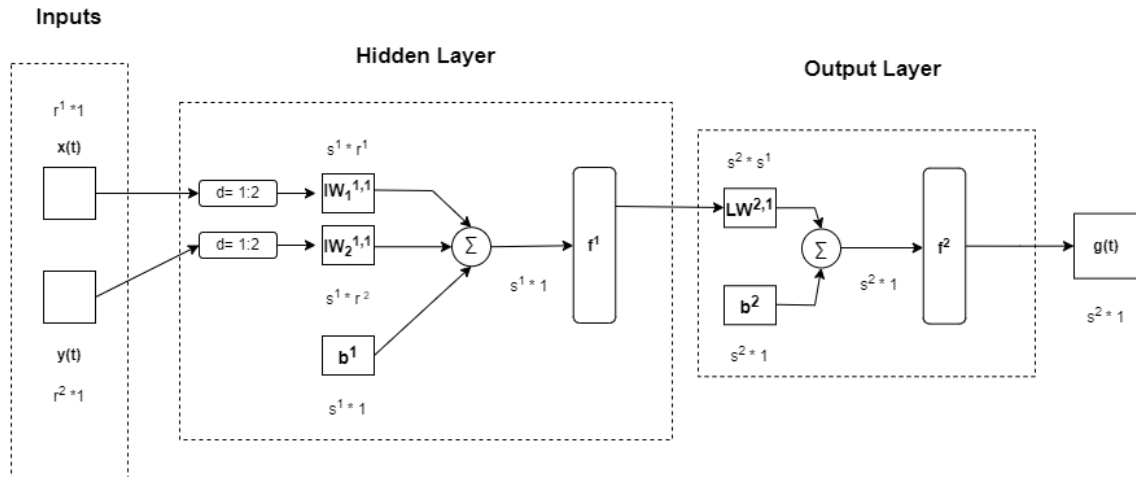 Inputs
Hidden Layer
Output Layer
r¹ *1
x(t)
y(t)
r² *1
d= 1:2
d= 1:2
s¹ * r¹
IW₁¹,¹
IW₂¹,¹
s¹ * r²
b¹
s¹ * 1
Σ
s¹ * 1
f¹
s² * s¹
LW²,¹
b²
s² * 1
Σ
s² * 1
f²
g(t)
s² * 1